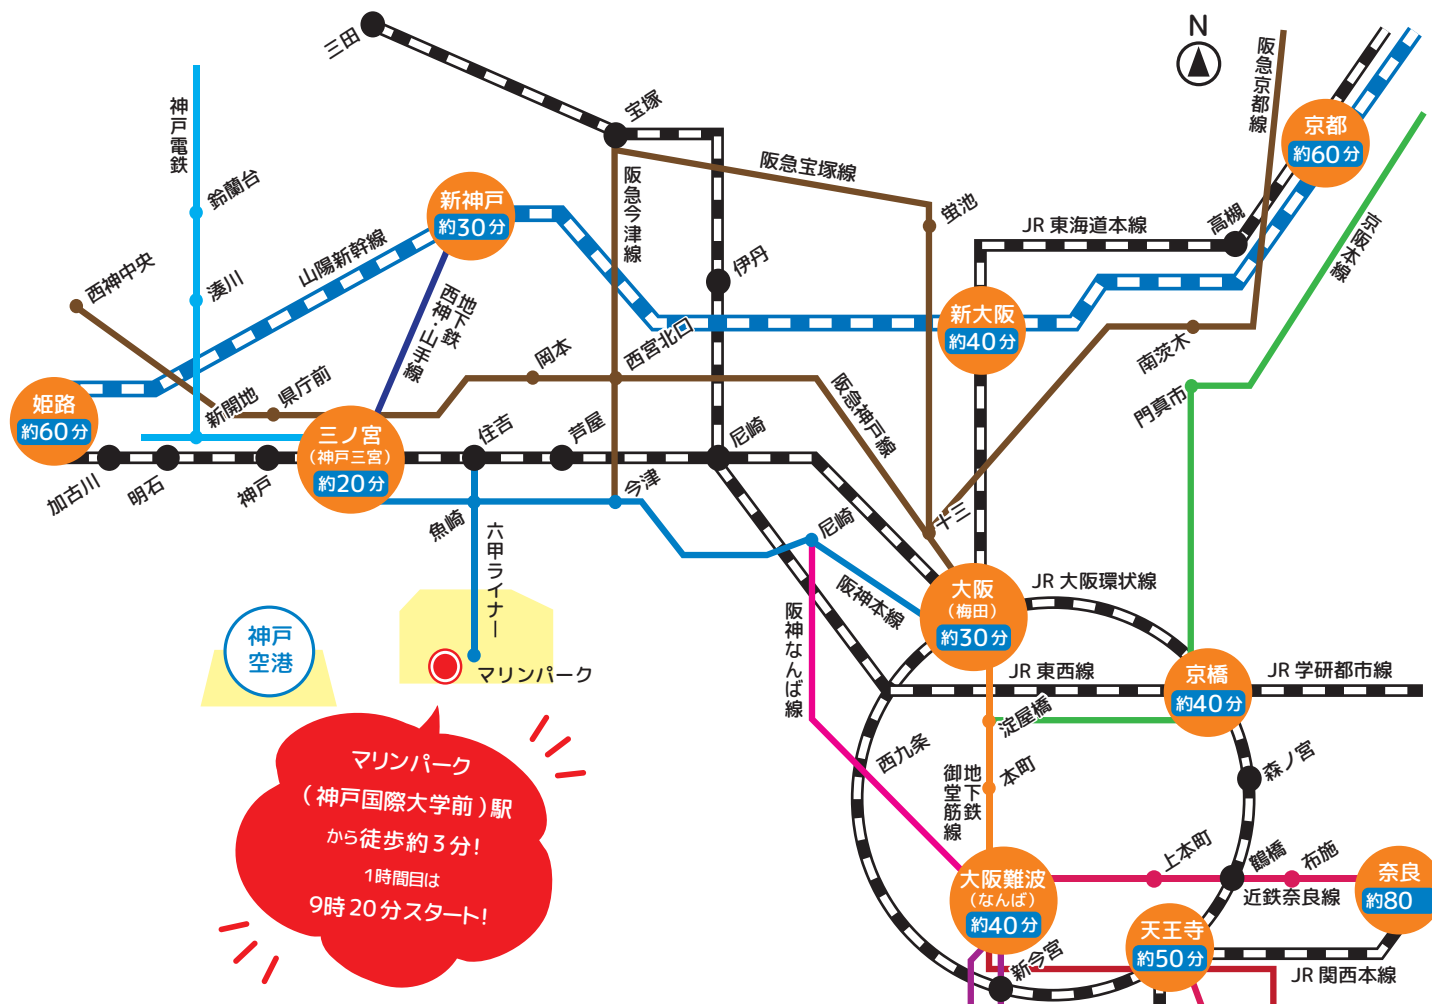 N
三田
宝塚
神戸電鉄
鈴蘭台
湊川
西神中央
山陽新幹線
新神戸
約30分
地下鉄
西神・山手線
阪急今津線
阪急宝塚線
蛍池
伊丹
JR 東海道本線
高槻
阪急京都線
京都
約60分
京阪本線
新大阪
約40分
南茨木
門真市
西宮北口
岡本
阪急神戸線
姫路
約60分
新開地
県庁前
三ノ宮
(神戸三宮)
約20分
住吉
芦屋
尼崎
加古川
明石
神戸
魚崎
今津
尼崎
十三
六甲ライナー
阪神本線
阪神なんば線
大阪
(梅田)
約30分
JR 大阪環状線
JR 東西線
京橋
約40分
JR 学研都市線
神戸
空港
マリンパーク
淀屋橋
西九条
本町
地下鉄
御堂筋線
森ノ宮
マリンパーク
(神戸国際大学前)駅
から徒歩約3分!
1時間目は
9時20分スタート!
上本町
鶴橋
布施
近鉄奈良線
奈良
約80
大阪難波
(なんば)
約40分
天王寺
約50分
新今宮
JR 関西本線